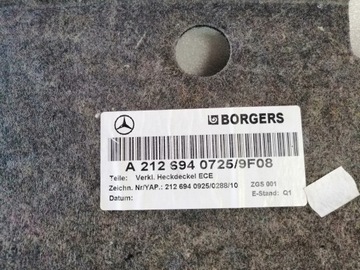 BORGERS
A 212 694 0725/9F08
Teile: Verkl. Heckdeckel ECE
Zeichn. Nr/YAP.: 212 694 0925/0288/10 ZGS 001
Datum: E-Stand: Q1